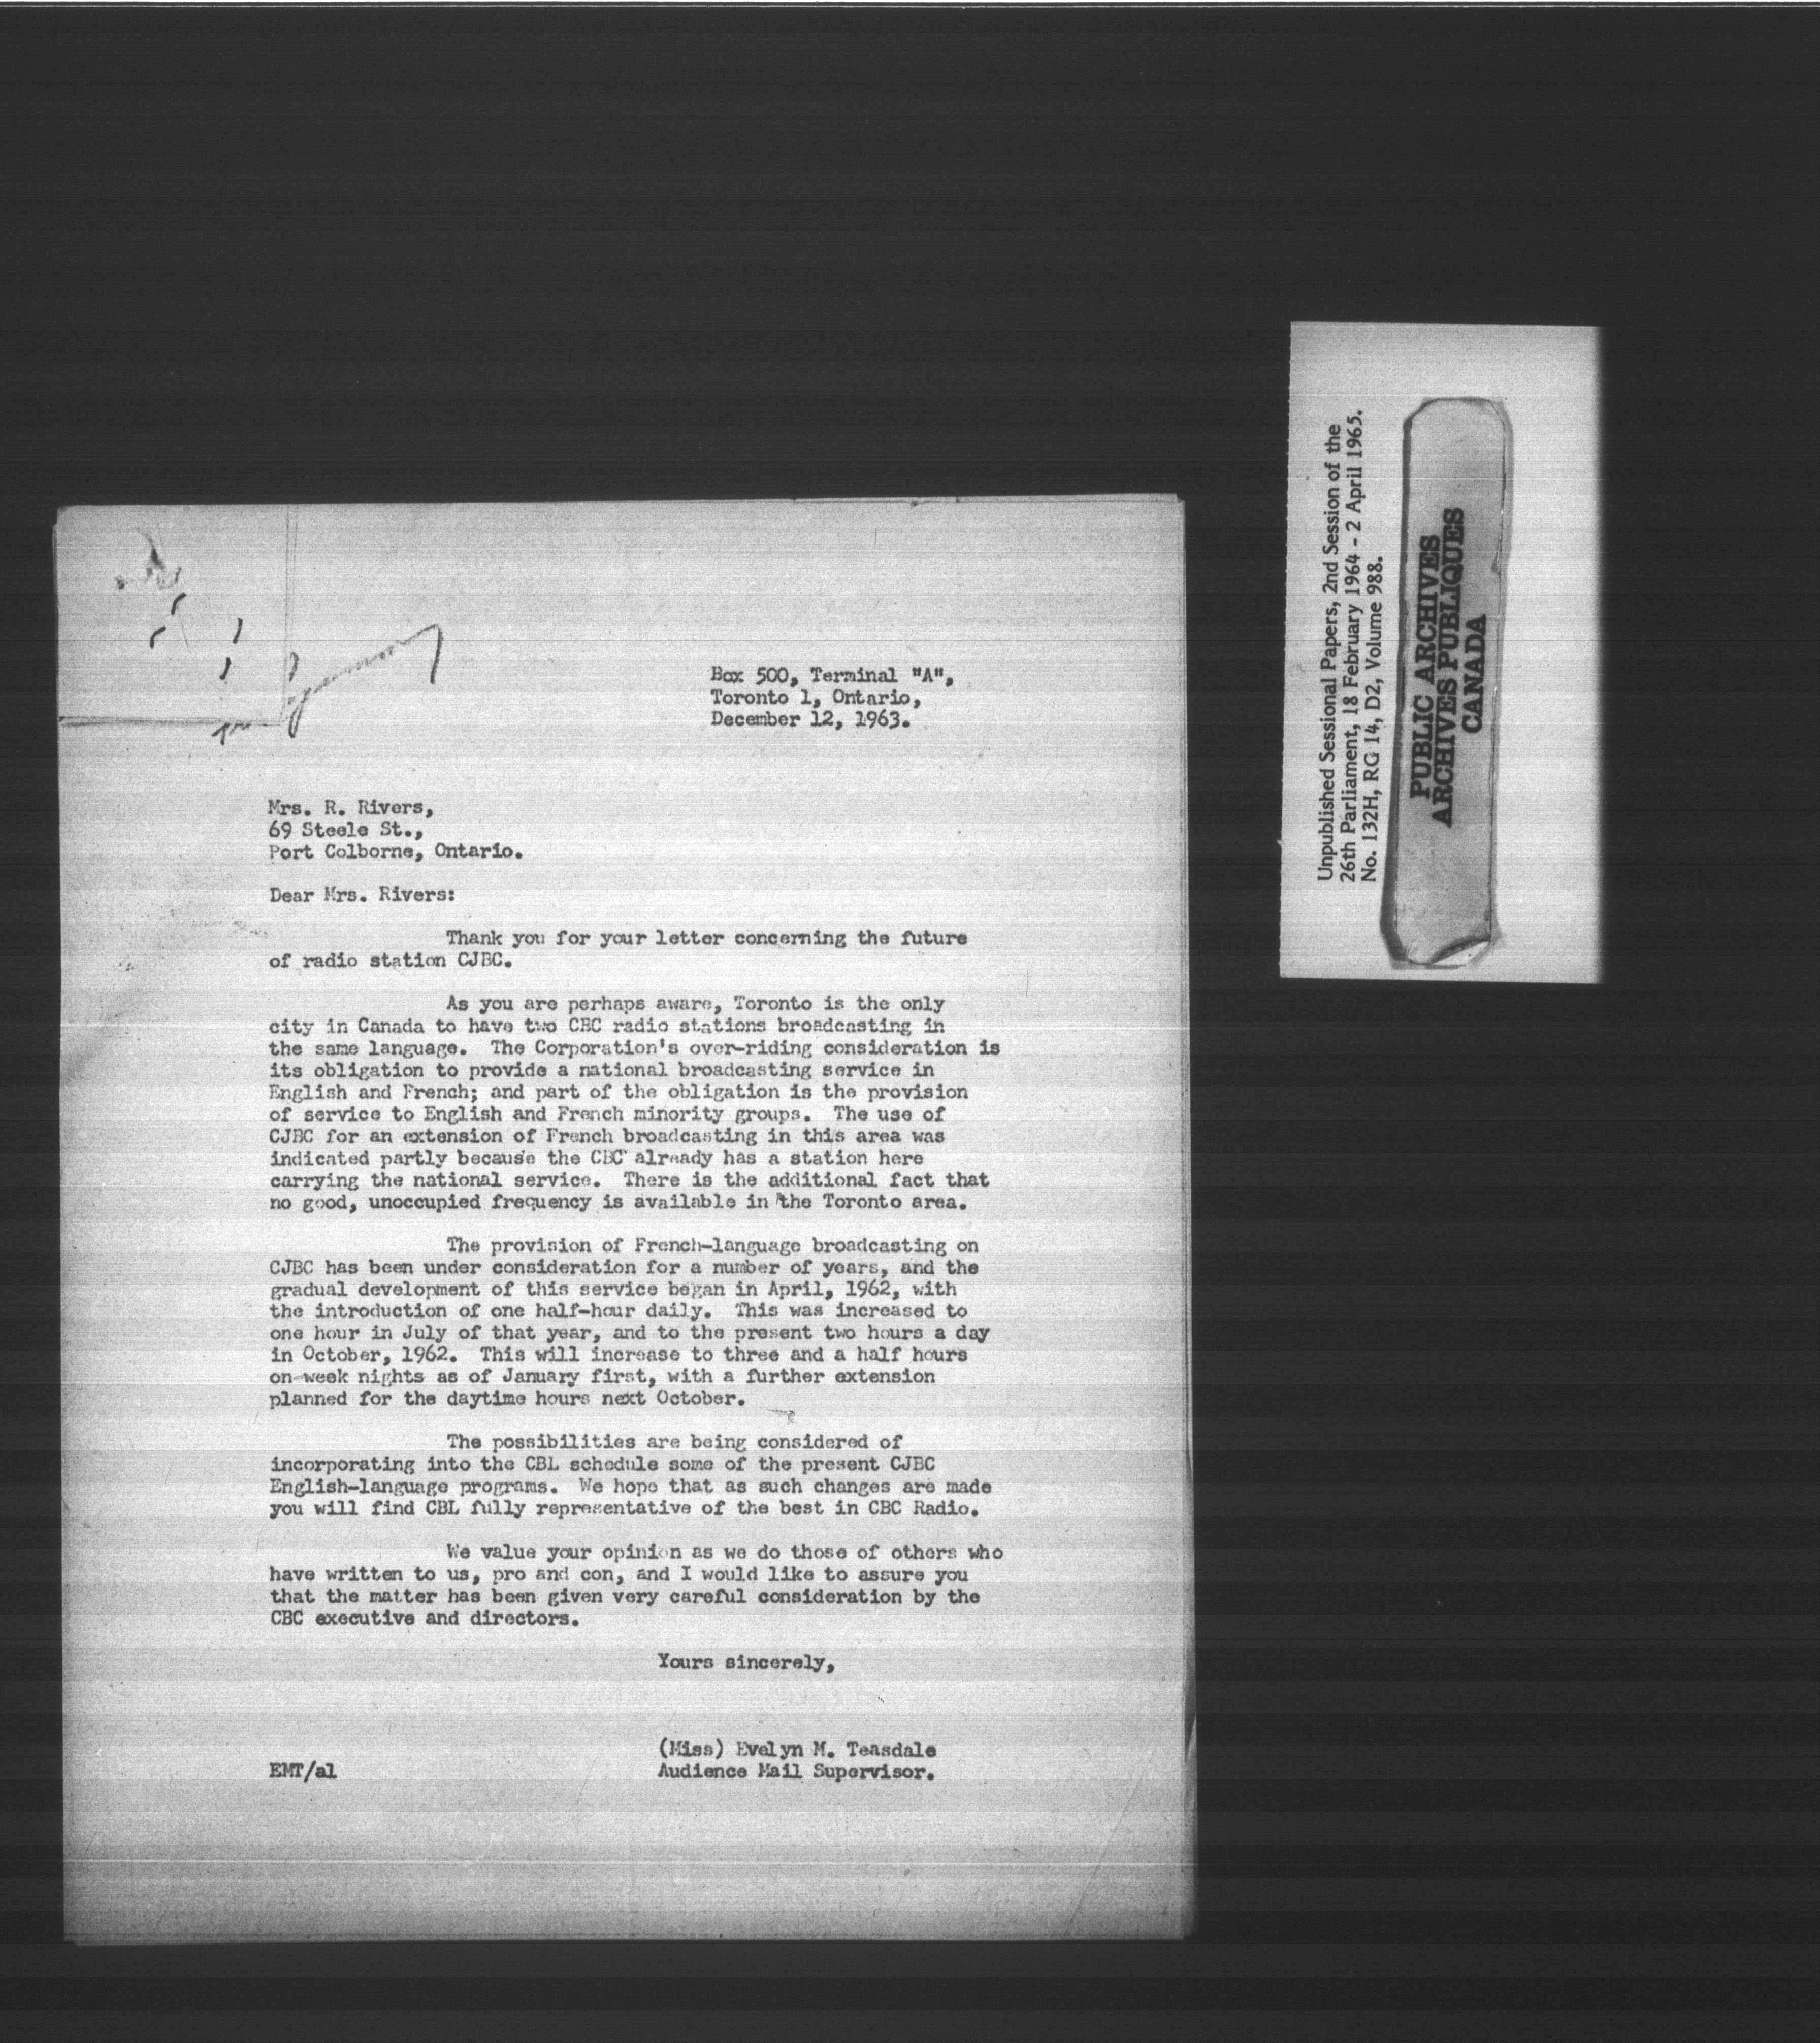 Box 500, Terminal "A",
Toronto 1, Ontario,
December 12, 1963.
Mrs. R. Rivers,
69 Steele St.,
Port Colborne, Ontario.
Dear Mrs. Rivers:
Thank you for your letter concerning the future
of radio station CJBC.
As you are perhaps aware, Toronto is the only
city in Canada to have two CBC radio stations broadcasting in
the same language. The Corporation's over-riding consideration is
its obligation to provide a national broadcasting service in
English and French; and part of the obligation is the provision
of service to English and French minority groups. The use of
CJBC for an extension of French broadcasting in this area was
indicated partly because the CBC already has a station here
carrying the national service. There is the additional fact that
no good, unoccupied frequency is available in the Toronto area.
The provision of French-language broadcasting on
CJBC has been under consideration for a number of years, and the
gradual development of this service began in April, 1962, with
the introduction of one half-hour daily. This was increased to
one hour in July of that year, and to the present two hours a day
in October, 1962. This will increase to three and a half hours
on week nights as of January first, with a further extension
planned for the daytime hours next October.
The possibilities are being considered of
incorporating into the CBL schedule some of the present CJBC
English-language programs. We hope that as such changes are made
you will find CBL fully representative of the best in CBC Radio.
We value your opinion as we do those of others who
have written to us, pro and con, and I would like to assure you
that the matter has been given very careful consideration by the
CBC executive and directors.
Yours sincerely,
(Miss) Evelyn M. Teasdale
EMT/al Audience Mail Supervisor.
Unpublished Sessional Papers, 2nd Session of the
26th Parliament, 18 February 1964 - 2 April 1965.
No. 132H, RG 14, D2, Volume 988.
PUBLIC ARCHIVES
ARCHIVES PUBLIQUES
CANADA